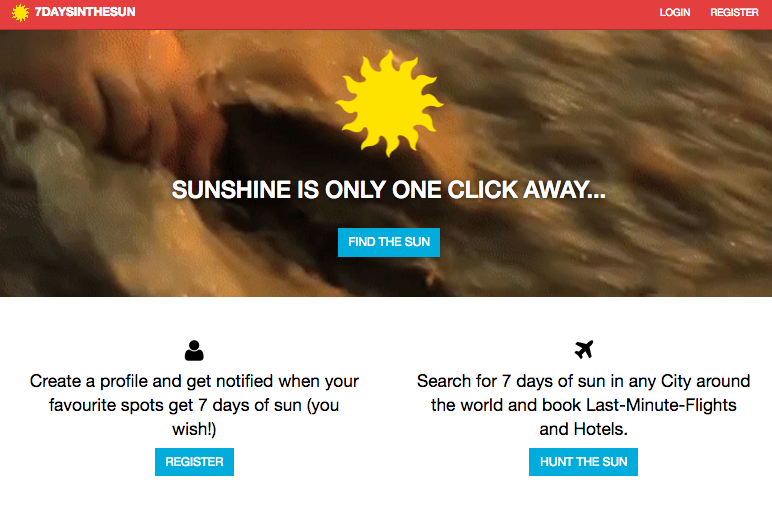 7DAYSINTHESUN
LOGIN REGISTER
SUNSHINE IS ONLY ONE CLICK AWAY...
FIND THE SUN
Create a profile and get notified when your
favourite spots get 7 days of sun (you
wish!)
REGISTER
Search for 7 days of sun in any City around
the world and book Last-Minute-Flights
and Hotels.
HUNT THE SUN